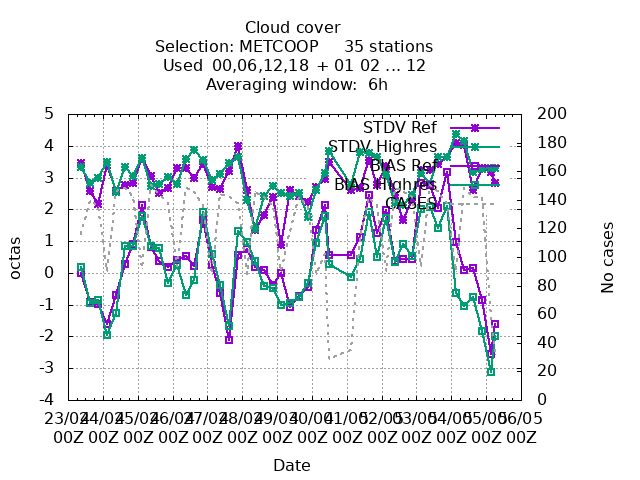 Cloud cover
Selection: METCOOP 35 stations
Used 00,06,12,18 + 01 02 ... 12
Averaging window: 6h
5
4
3
2
1
0
-1
-2
-3
-4
octas
200
180
160
140
120
100
80
60
40
20
0
No cases
STDV Ref
STDV Highres
BIAS Ref
BIAS Highres
CASES
23/04 24/04 25/04 26/04 27/04 28/04 29/04 30/04 01/05 02/05 03/05 04/05 05/05 06/05
00Z 00Z 00Z 00Z 00Z 00Z 00Z 00Z 00Z 00Z 00Z 00Z 00Z 00Z
Date